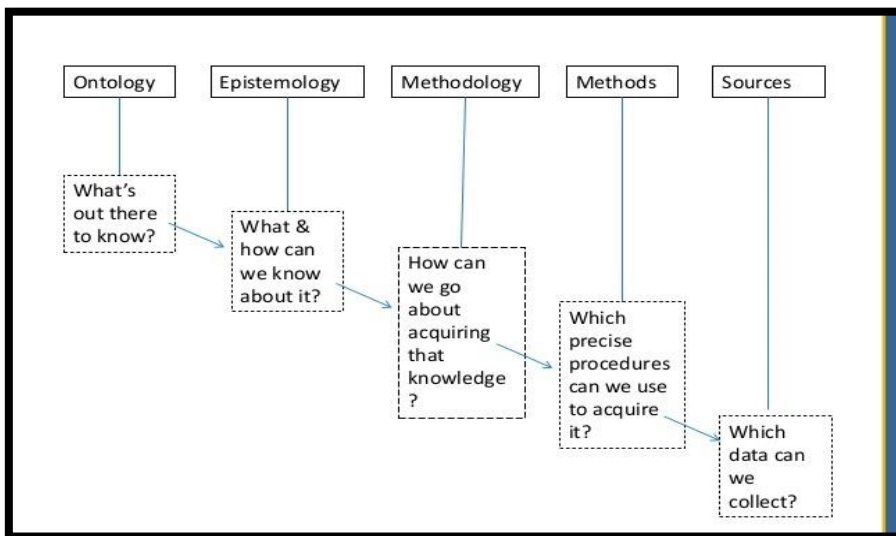 Ontology
Epistemology
Methodology
Methods
Sources
What's
out there
to know?
What &
how can
we know
about it?
How can
we go
about
acquiring
that
knowledge
?
Which
precise
procedures
can we use
to acquire
it?
Which
data can
we
collect?